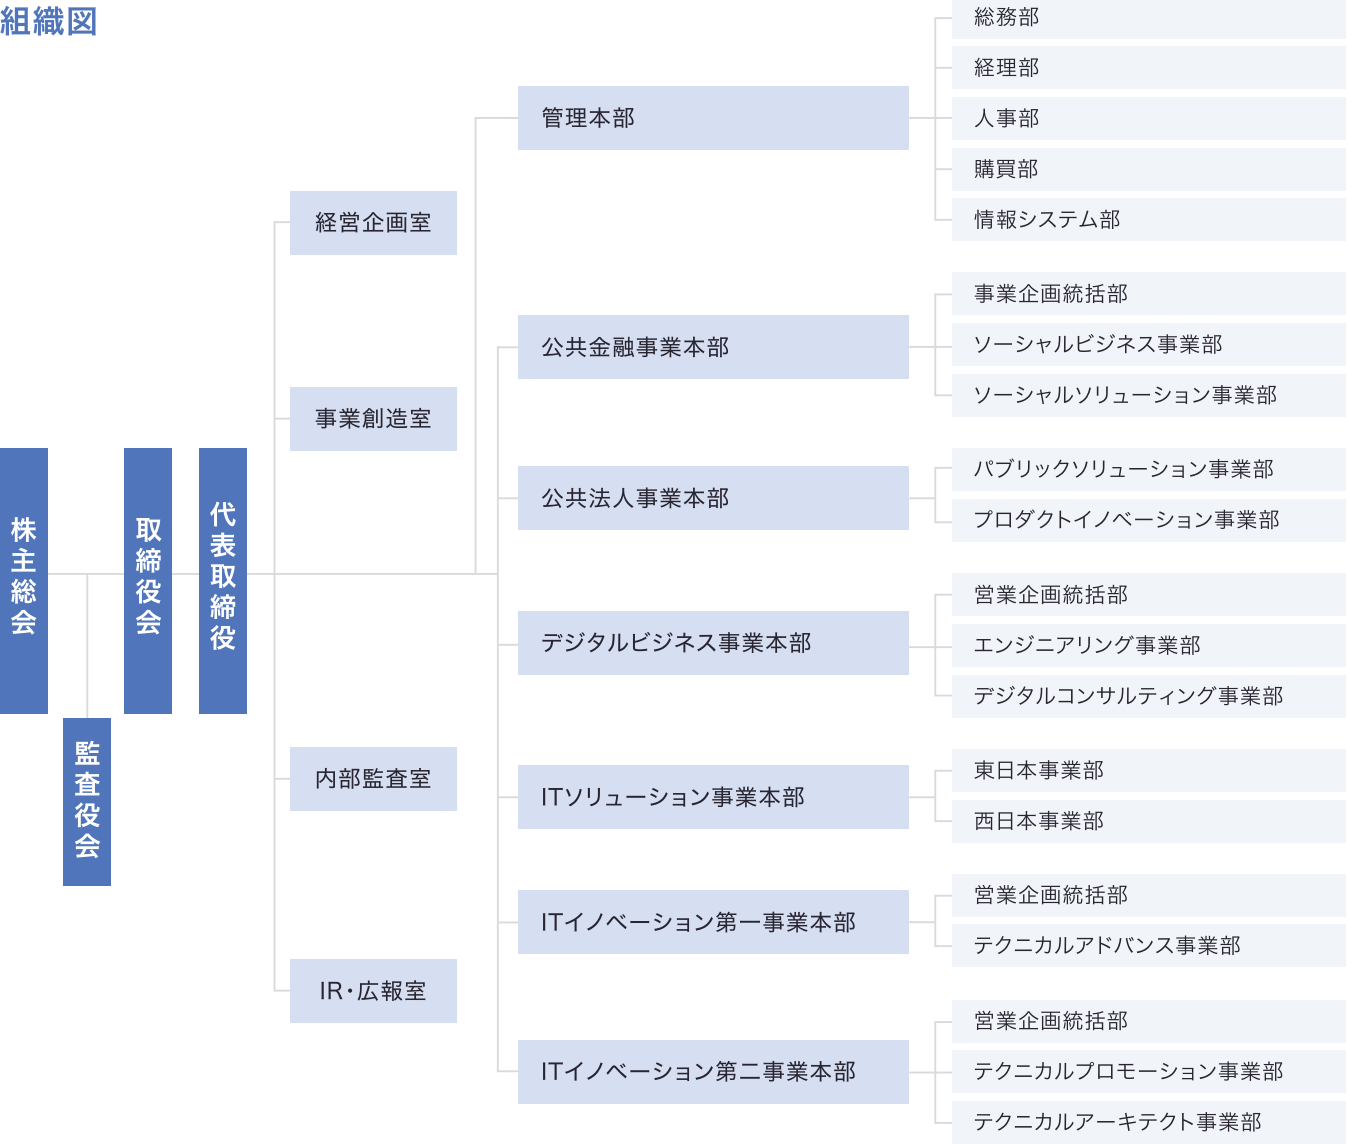 組織図
株主総会
監査役会
取締役会
代表取締役
経営企画室
事業創造室
内部監査室
IR・広報室
管理本部
総務部
経理部
人事部
購買部
情報システム部
公共金融事業本部
事業企画統括部
ソーシャルビジネス事業部
ソーシャルソリューション事業部
公共法人事業本部
パブリックソリューション事業部
プロダクトイノベーション事業部
デジタルビジネス事業本部
営業企画統括部
エンジニアリング事業部
デジタルコンサルティング事業部
ITソリューション事業本部
東日本事業部
西日本事業部
ITイノベーション第一事業本部
営業企画統括部
テクニカルアドバンス事業部
ITイノベーション第二事業本部
営業企画統括部
テクニカルプロモーション事業部
テクニカルアーキテクト事業部